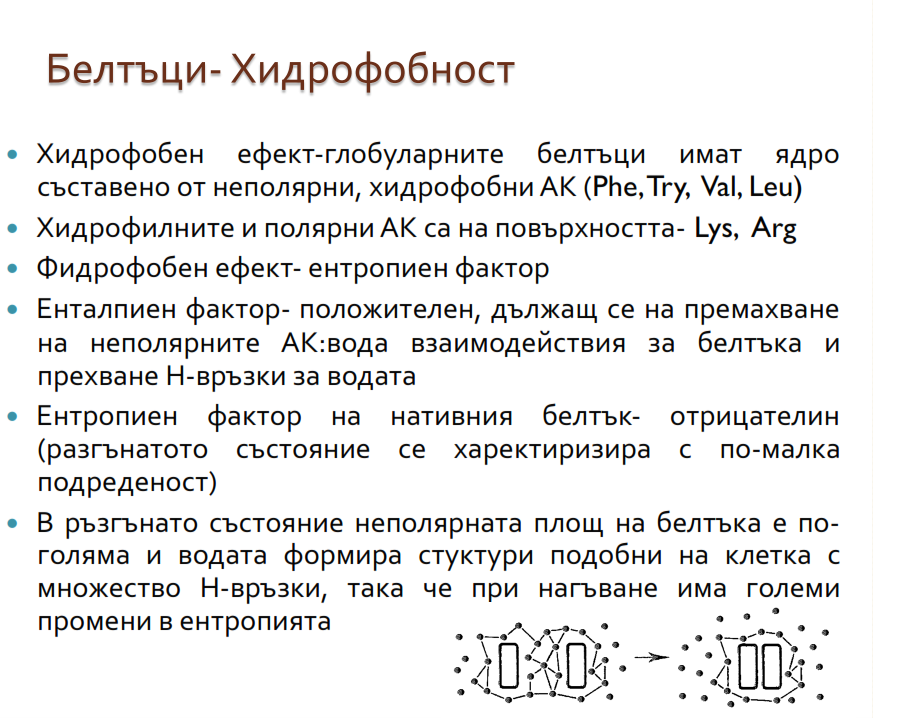 Белтъци- Хидрофобност
• Хидрофобен ефект-глобуларните белтъци имат ядро
съставено от неполярни, хидрофобни АК (Phe, Try, Val, Leu)
• Хидрофилните и полярни АК са на повърхността- Lys, Arg
• Фидрофобен ефект- ентропиен фактор
• Енталпиен фактор- положителен, дължащ се на премахване
на неполярните АК:вода взаимодействия за белтъка и
прехване Н-връзки за водата
• Ентропиен фактор на нативния белтък- отрицателин
(разгънатото състояние се харектиризира с по-малка
подреденост)
• В ръзгънато състояние неполярната площ на белтъка е по-
голяма и водата формира стуктури подобни на клетка с
множество Н-връзки, така че при нагъване има големи
промени в ентропията